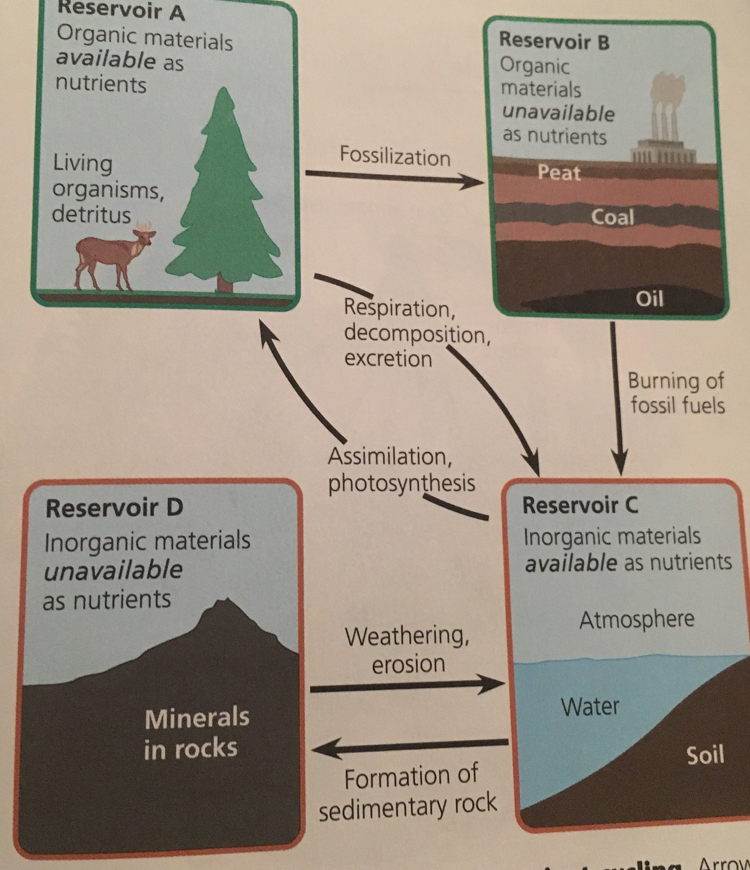 Reservoir A
Organic materials
available as
nutrients
Living
organisms,
detritus
Fossilization
Reservoir B
Organic
materials
unavailable
as nutrients
Peat
Coal
Oil
Respiration,
decomposition,
excretion
Burning of
fossil fuels
Assimilation,
photosynthesis
Reservoir D
Inorganic materials
unavailable
as nutrients
Minerals
in rocks
Weathering,
erosion
Formation of
sedimentary rock
Reservoir C
Inorganic materials
available as nutrients
Atmosphere
Water
Soil